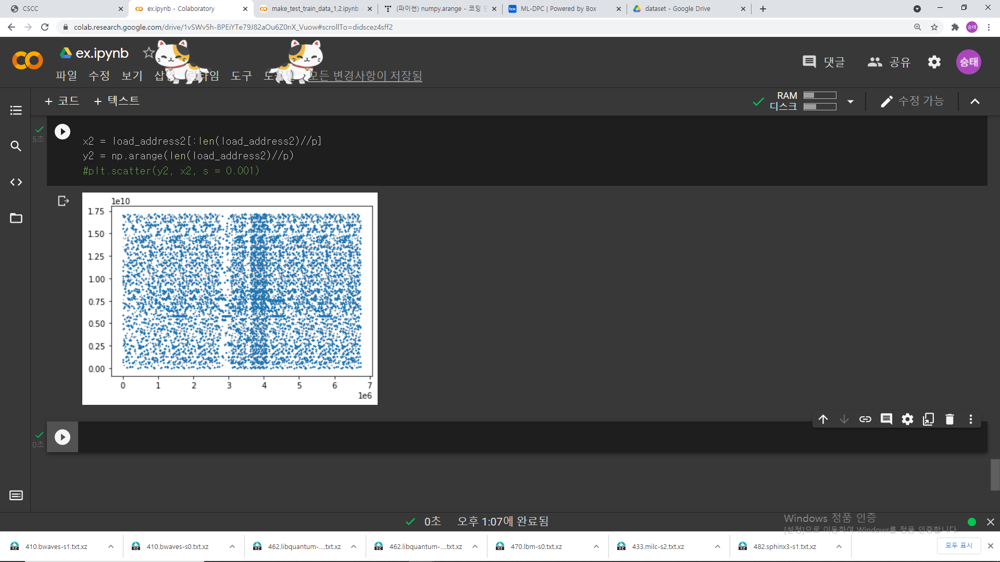 CSCC
ex.ipynb - Colaboratory
make_test_train_data_1,2.ipynb
(파이썬) numpy.arange - 코딩
ML-DPC | Powered by Box
dataset - Google Drive
colab.research.google.com/drive/1vSWv5h-BPEiYTe79J82aOu6Z0nX_Vuow#scrollTo=didscez4sff2
승태
ex.ipynb
댓글
공유
승태
파일 수정 보기 도구 모든 변경사항이 저장됨
+ 코드 + 텍스트
RAM
디스크
수정 가능
5초
x2 = load_address2[:len(load_address2)//p]
y2 = np.arange(len(load_address2)//p)
#plt.scatter(y2, x2, s = 0.001)
1e10
1.75
1.50
1.25
1.00
0.75
0.50
0.25
0.00
0 1 2 3 4 5 6 7
1e6
0초
0초 오후 1:07에 완료됨
Windows 정품 인증
[설정]으로 이동하여 Windows를 정품 인증합니다.
410.bwaves-s1.txt.xz
410.bwaves-s0.txt.xz
462.libquantum-....txt.xz
462.libquantum-....txt.xz
470.lbm-s0.txt.xz
433.milc-s2.txt.xz
482.sphinx3-s1.txt.xz
모두 표시